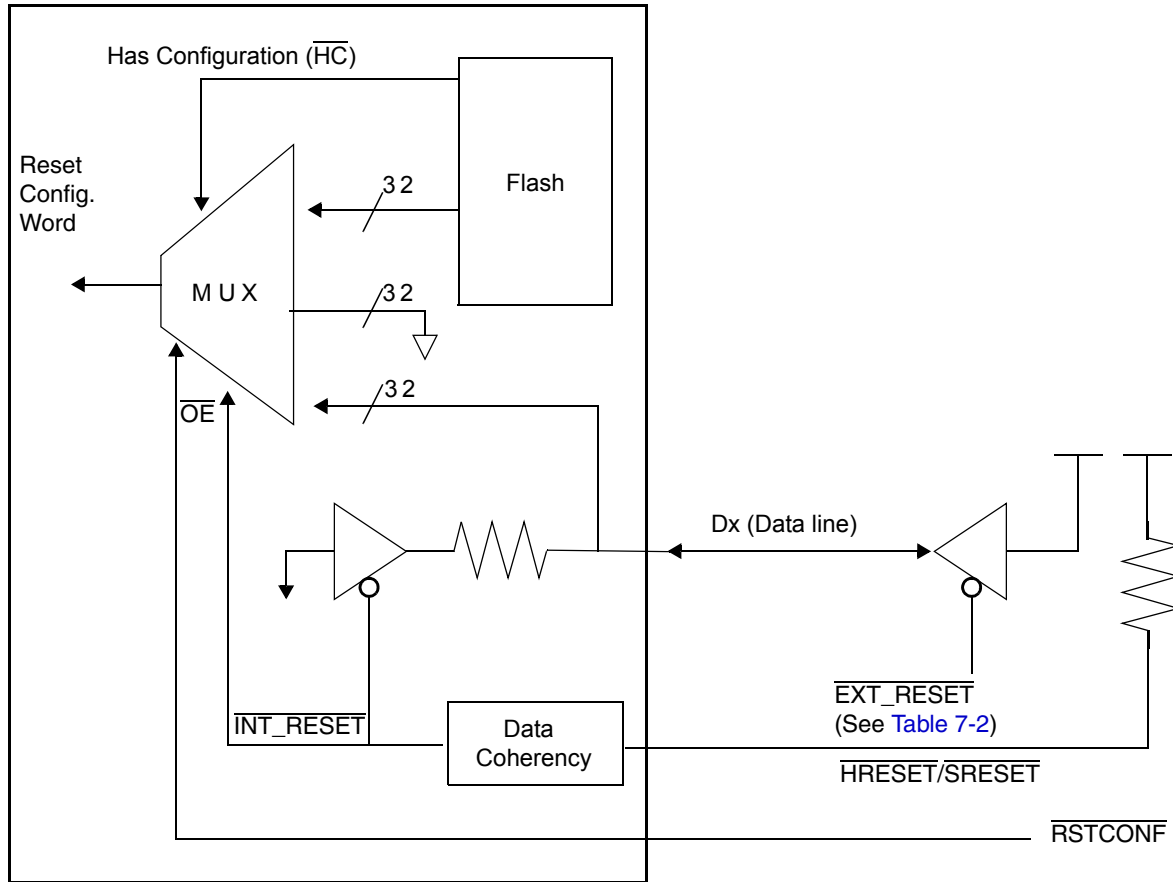 Has Configuration (HC)
Reset
Config.
Word
Flash
32
MUX
32
32
OE
Dx (Data line)
EXT_RESET
(See Table 7-2)
INT_RESET
Data
Coherency
HRESET/SRESET
RSTCONF